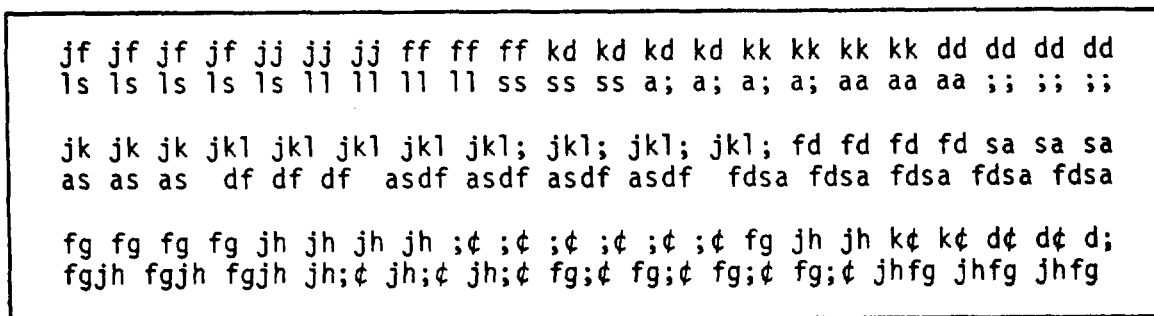 jf jf jf jf jj jj jj ff ff ff kd kd kd kd kk kk kk kk dd dd dd dd
ls ls ls ls ls ll ll ll ll ss ss ss a; a; a; a; aa aa aa ;; ;; ;;
jk jk jk jkl jkl jkl jkl jkl; jkl; jkl; jkl; fd fd fd fd sa sa sa
as as as df df df asdf asdf asdf asdf fdsa fdsa fdsa fdsa fdsa
fg fg fg fg jh jh jh jh ;¢ ;¢ ;¢ ;¢ ;¢ ;¢ fg jh jh k¢ k¢ d¢ d¢ d;
fgjh fgjh fgjh jh;¢ jh;¢ jh;¢ fg;¢ fg;¢ fg;¢ fg;¢ jhfg jhfg jhfg